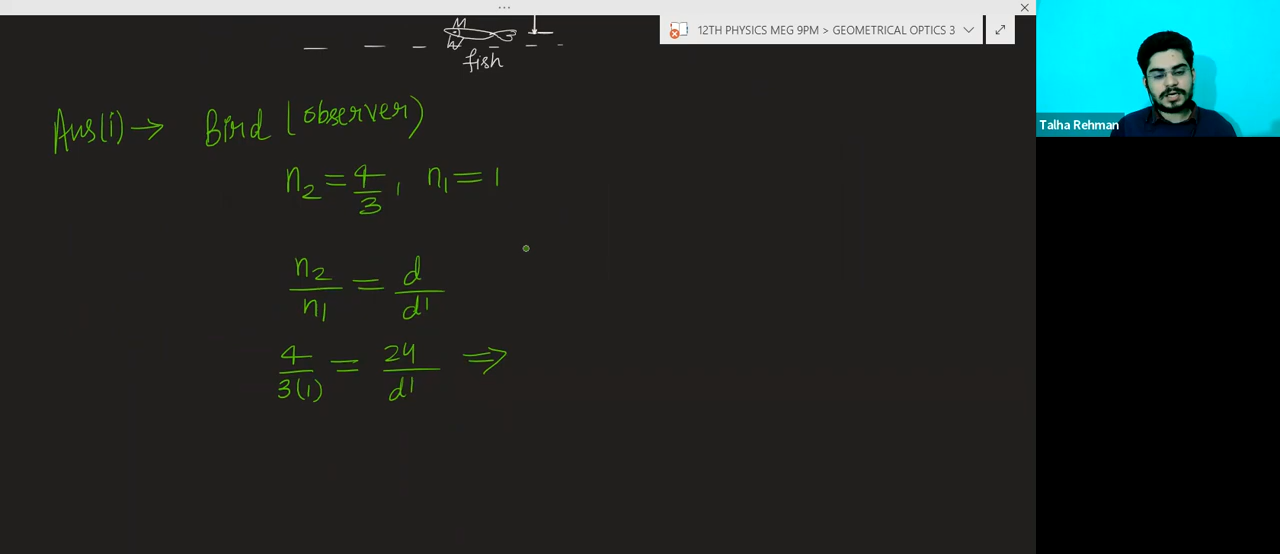 ...
12TH PHYSICS MEG 9PM > GEOMETRICAL OPTICS 3
fish
Talha Rehman
Ans(i) → Bird (observer)
n₂ = 4/3, n₁ = 1
n₂/n₁ = d/d'
4/3(1) = 24/d' ⇒